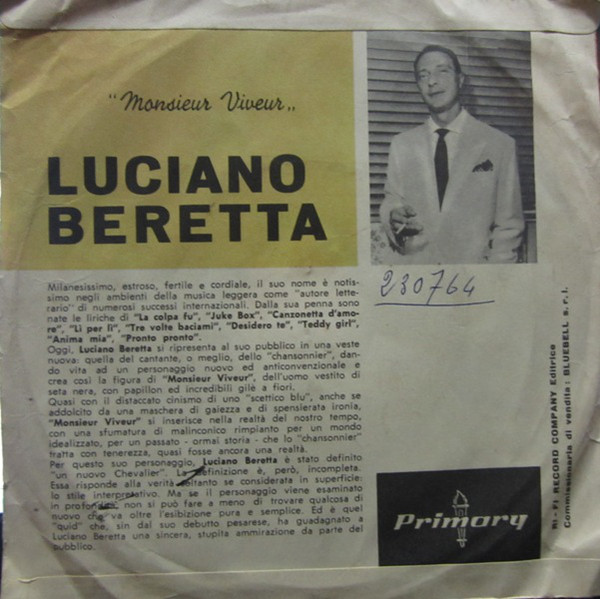 "Monsieur Viveur„
LUCIANO
BERETTA
Milanesissimo, estroso, fertile e cordiale, il suo nome è notis-
simo negli ambienti della musica leggera come "autore lette-
rario" di numerosi successi internazionali. Dalla sua penna sono
nate le liriche di "La colpa fu", "Juke Box", "Canzonetta d'amo-
re", "Lì per lì", "Tre volte baciami", "Desidero te", "Teddy girl",
"Anima mia", "Pronto pronto".
Oggi, Luciano Beretta si ripresenta al suo pubblico in una veste
nuova: quella del cantante, o meglio, dello "chansonnier", dan-
do vita ad un personaggio nuovo ed anticonvenzionale e
crea così la figura di "Monsieur Viveur", dell'uomo vestito di
seta nera, con papillon ed incredibili gilé a fiori.
Quasi con il distaccato cinismo di uno "scettico blu", anche se
addolcito da una maschera di gaiezza e di spensierata ironia,
"Monsieur Viveur" si inserisce nella realtà del nostro tempo,
con una sfumatura di malinconico rimpianto per un mondo
idealizzato, per un passato - ormai storia - che lo "chansonnier"
tratta con tenerezza, quasi fosse ancora una realtà.
Per questo suo personaggio, Luciano Beretta è stato definito
"un nuovo Chevalier". La definizione è, però, incompleta.
Essa risponde alla verità soltanto se considerata in superficie:
lo stile interpretativo. Ma se il personaggio viene esaminato
in profondità, non si può fare a meno di trovare qualcosa di
nuovo che va oltre l'esibizione pura e semplice. Ed è quel
"quid" che, sin dal suo debutto pesarese, ha guadagnato a
Luciano Beretta una sincera, stupita ammirazione da parte del
pubblico.
230764
Primary
RI-FI RECORD COMPANY Editrice
Commissionaria di vendita: BLUEBELL s.r.l.